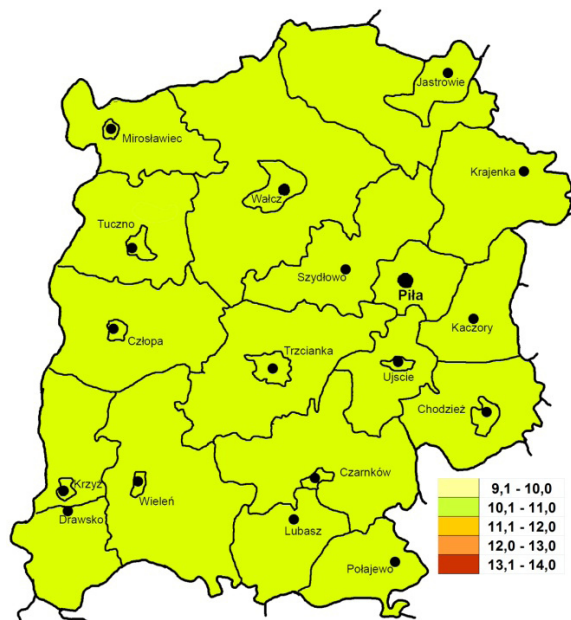 Jastrowie
Mirosławiec
Krajenka
Wałcz
Tuczno
Szydłowo
Piła
Kaczory
Człopa
Trzcianka
Ujscie
Chodzież
Krzyż
Wieleń
Czarnków
Drawsko
Lubasz
Połajewo
9,1 - 10,0
10,1 - 11,0
11,1 - 12,0
12,0 - 13,0
13,1 - 14,0